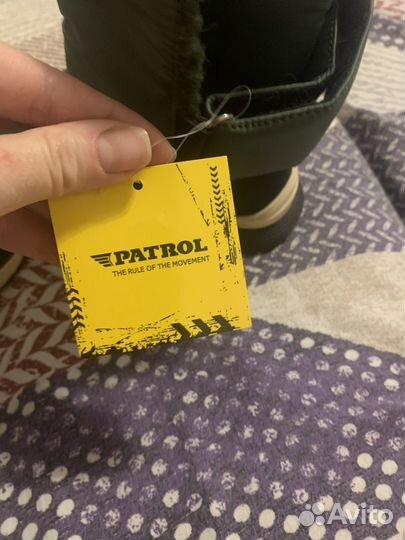 PATROL
THE RULE OF THE MOVEMENT
Avito